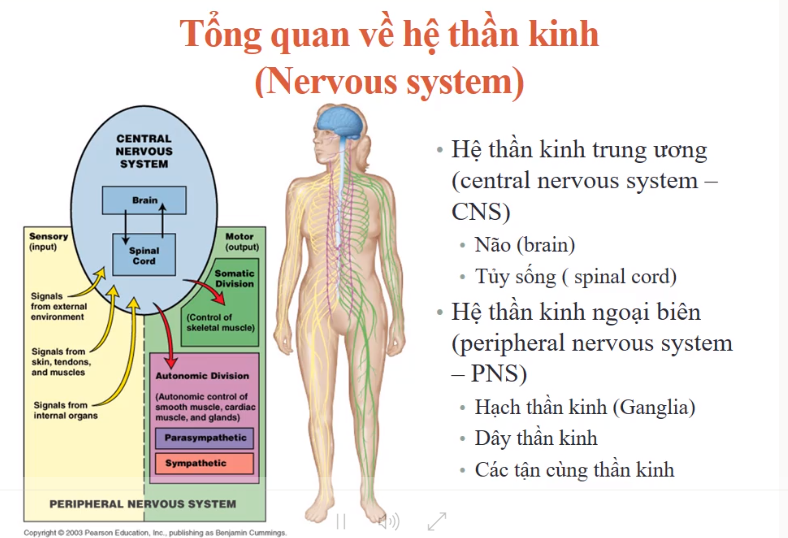 Tổng quan về hệ thần kinh
(Nervous system)
CENTRAL
NERVOUS
SYSTEM
Brain
Spinal
Cord
Sensory
(input)
Motor
(output)
Somatic
Division
(Control of
skeletal muscle)
Signals
from external
environment
Signals from
skin, tendons,
and muscles
Signals from
internal organs
Autonomic Division
(Autonomic control of
smooth muscle, cardiac
muscle, and glands)
Parasympathetic
Sympathetic
PERIPHERAL NERVOUS SYSTEM
Copyright © 2003 Pearson Education, Inc., publishing as Benjamin Cummings.
• Hệ thần kinh trung ương
(central nervous system –
CNS)
• Não (brain)
• Tủy sống ( spinal cord)
• Hệ thần kinh ngoại biên
(peripheral nervous system
– PNS)
• Hạch thần kinh (Ganglia)
• Dây thần kinh
• Các tận cùng thần kinh